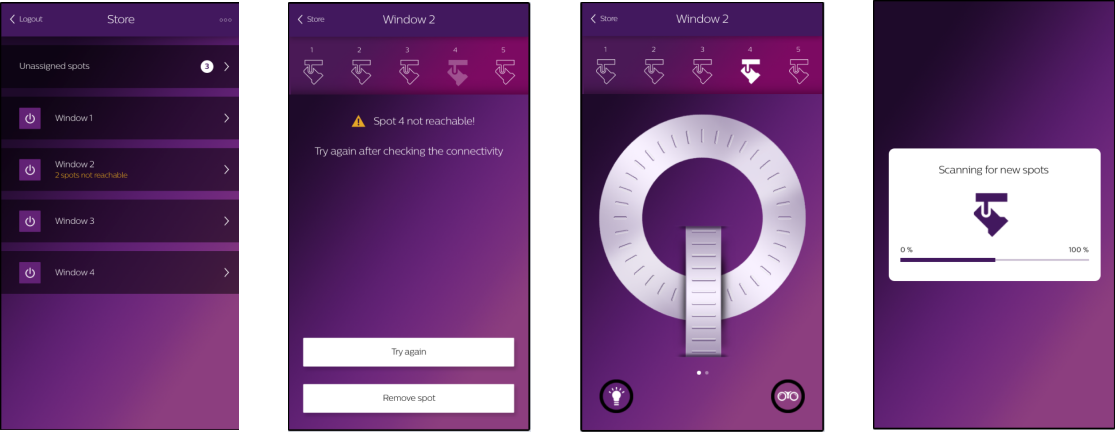 Logout
Store
Unassigned spots
3
Window 1
Window 2
2 spots not reachable
Window 3
Window 4
Store
Window 2
1 2 3 4 5
Spot 4 not reachable!
Try again after checking the connectivity
Try again
Remove spot
Store
Window 2
1 2 3 4 5
Scanning for new spots
0 % 100 %